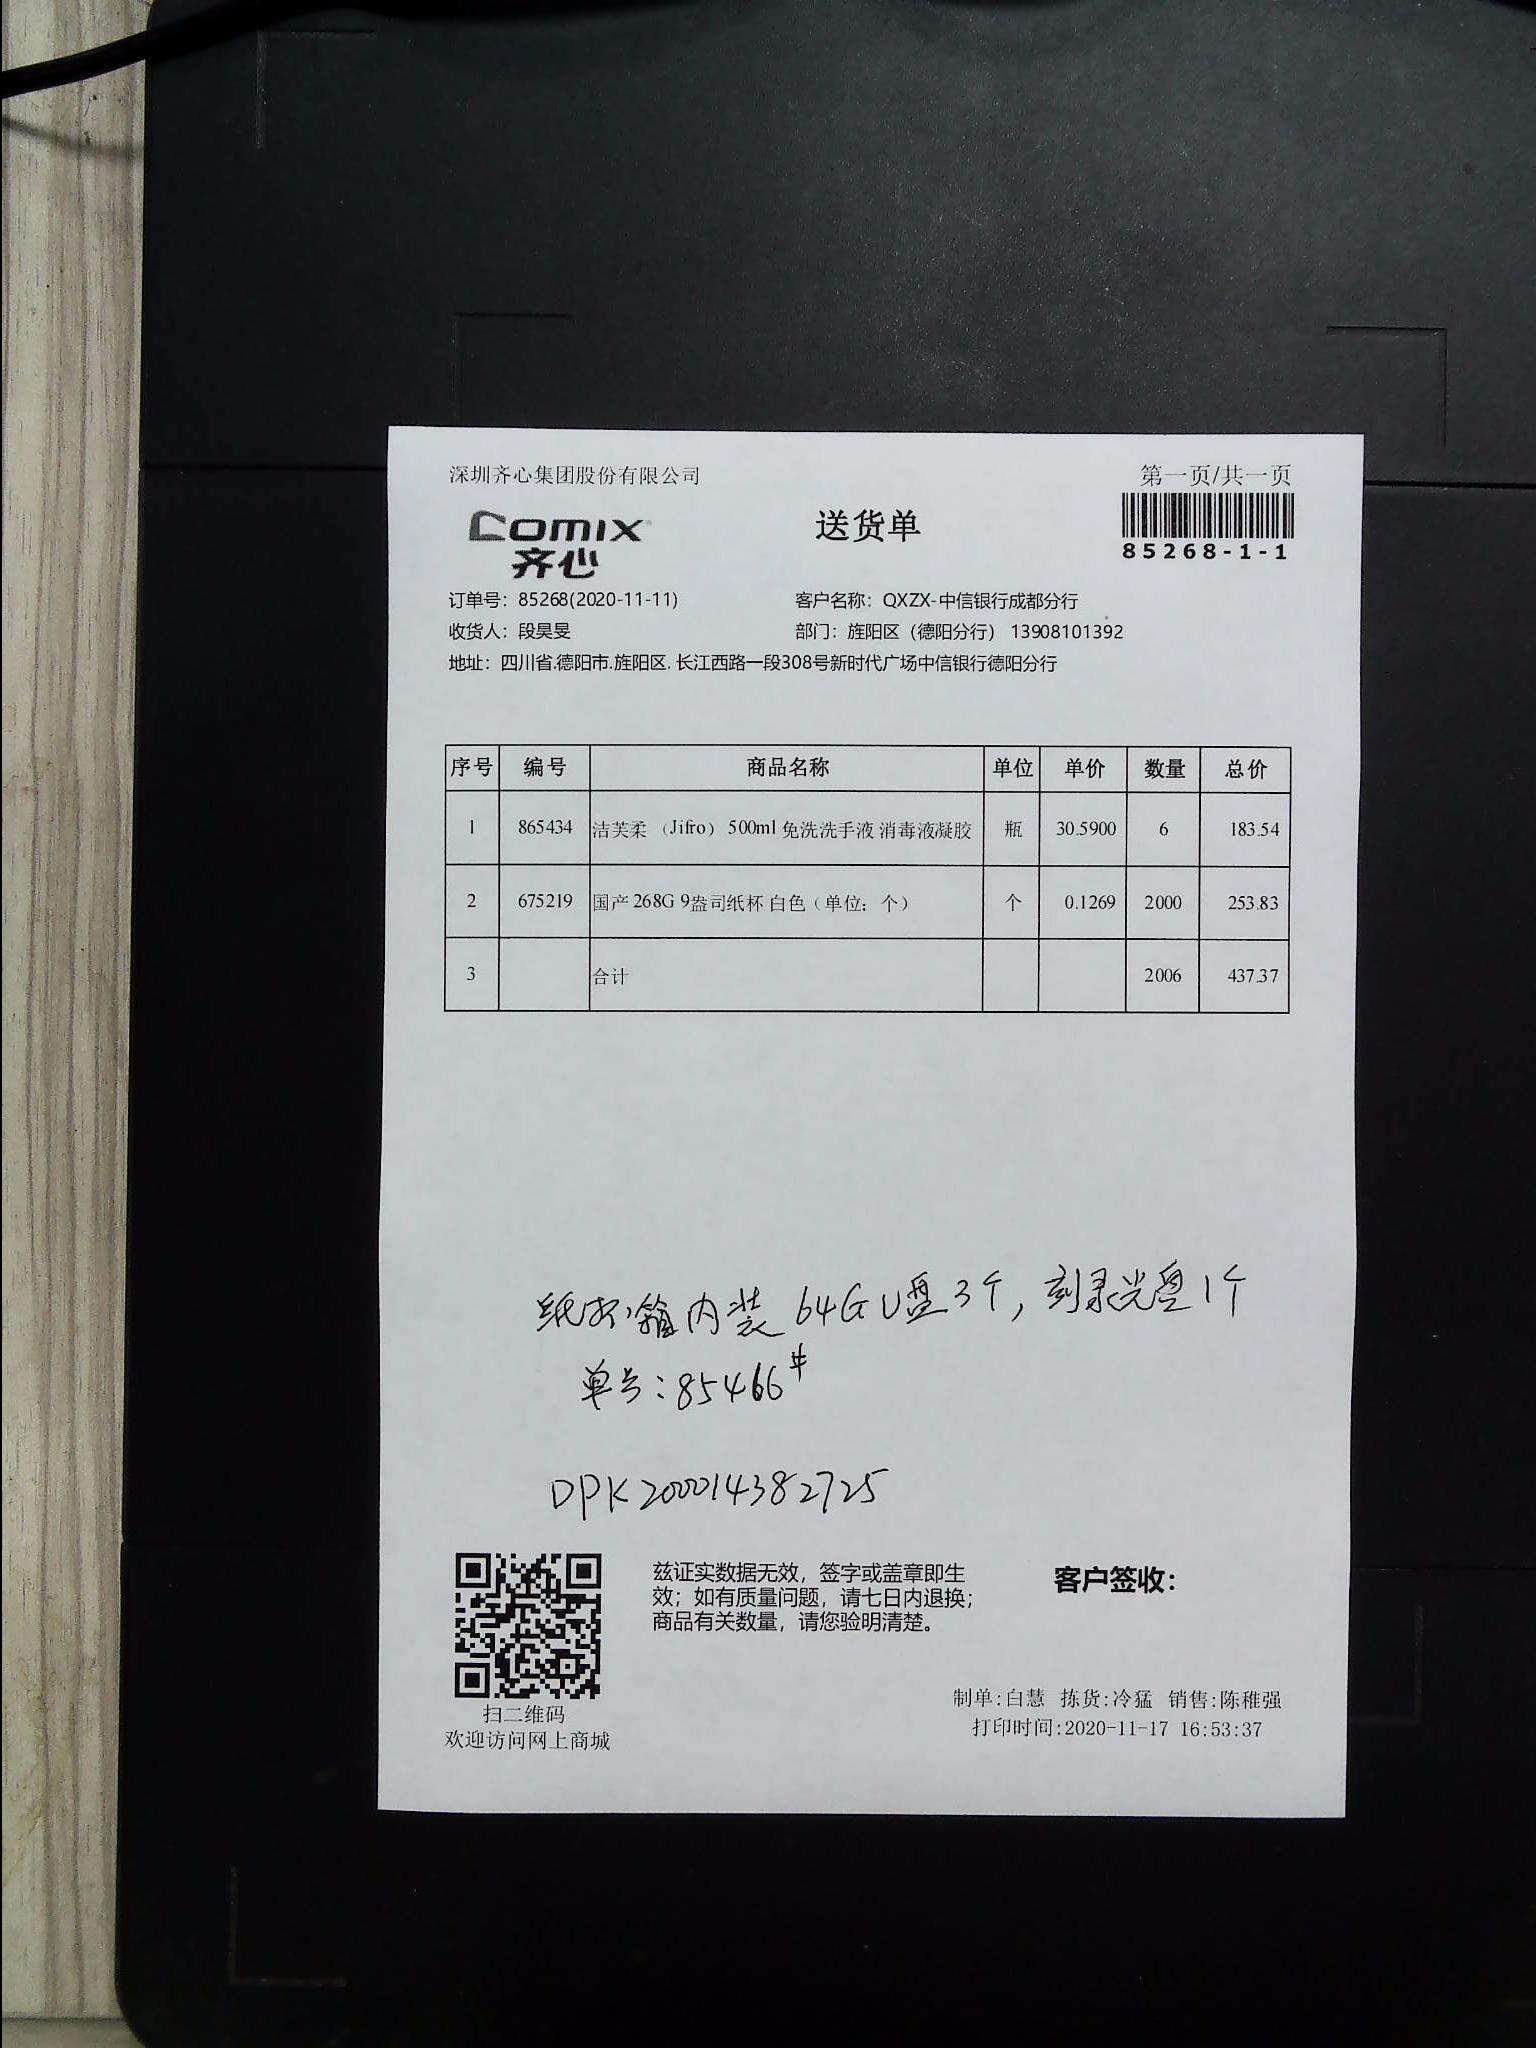 深圳齐心集团股份有限公司
第一页/共一页
COMIX
齐心
送货单
85268-1-1
订单号：85268(2020-11-11)
客户名称：QXZX-中信银行成都分行
收货人：段昊旻
部门：旌阳区（德阳分行） 13908101392
地址：四川省.德阳市.旌阳区. 长江西路一段308号新时代广场中信银行德阳分行
序号 编号 商品名称 单位 单价 数量 总价
1 865434 洁芙柔 （Jifro） 500ml 免洗洗手液 消毒液凝胶 瓶 30.5900 6 183.54
2 675219 国产 268G 9盎司纸杯 白色（单位：个） 个 0.1269 2000 253.83
3 合计 2006 437.37
纸杯箱内装 64G U盘3个，刻录光盘1个
单号：85466#
DPK200014382725
兹证实数据无效，签字或盖章即生
效；如有质量问题，请七日内退换；
商品有关数量，请您验明清楚。
客户签收：
扫二维码
欢迎访问网上商城
制单:白慧 拣货:冷猛 销售:陈稚强
打印时间:2020-11-17 16:53:37